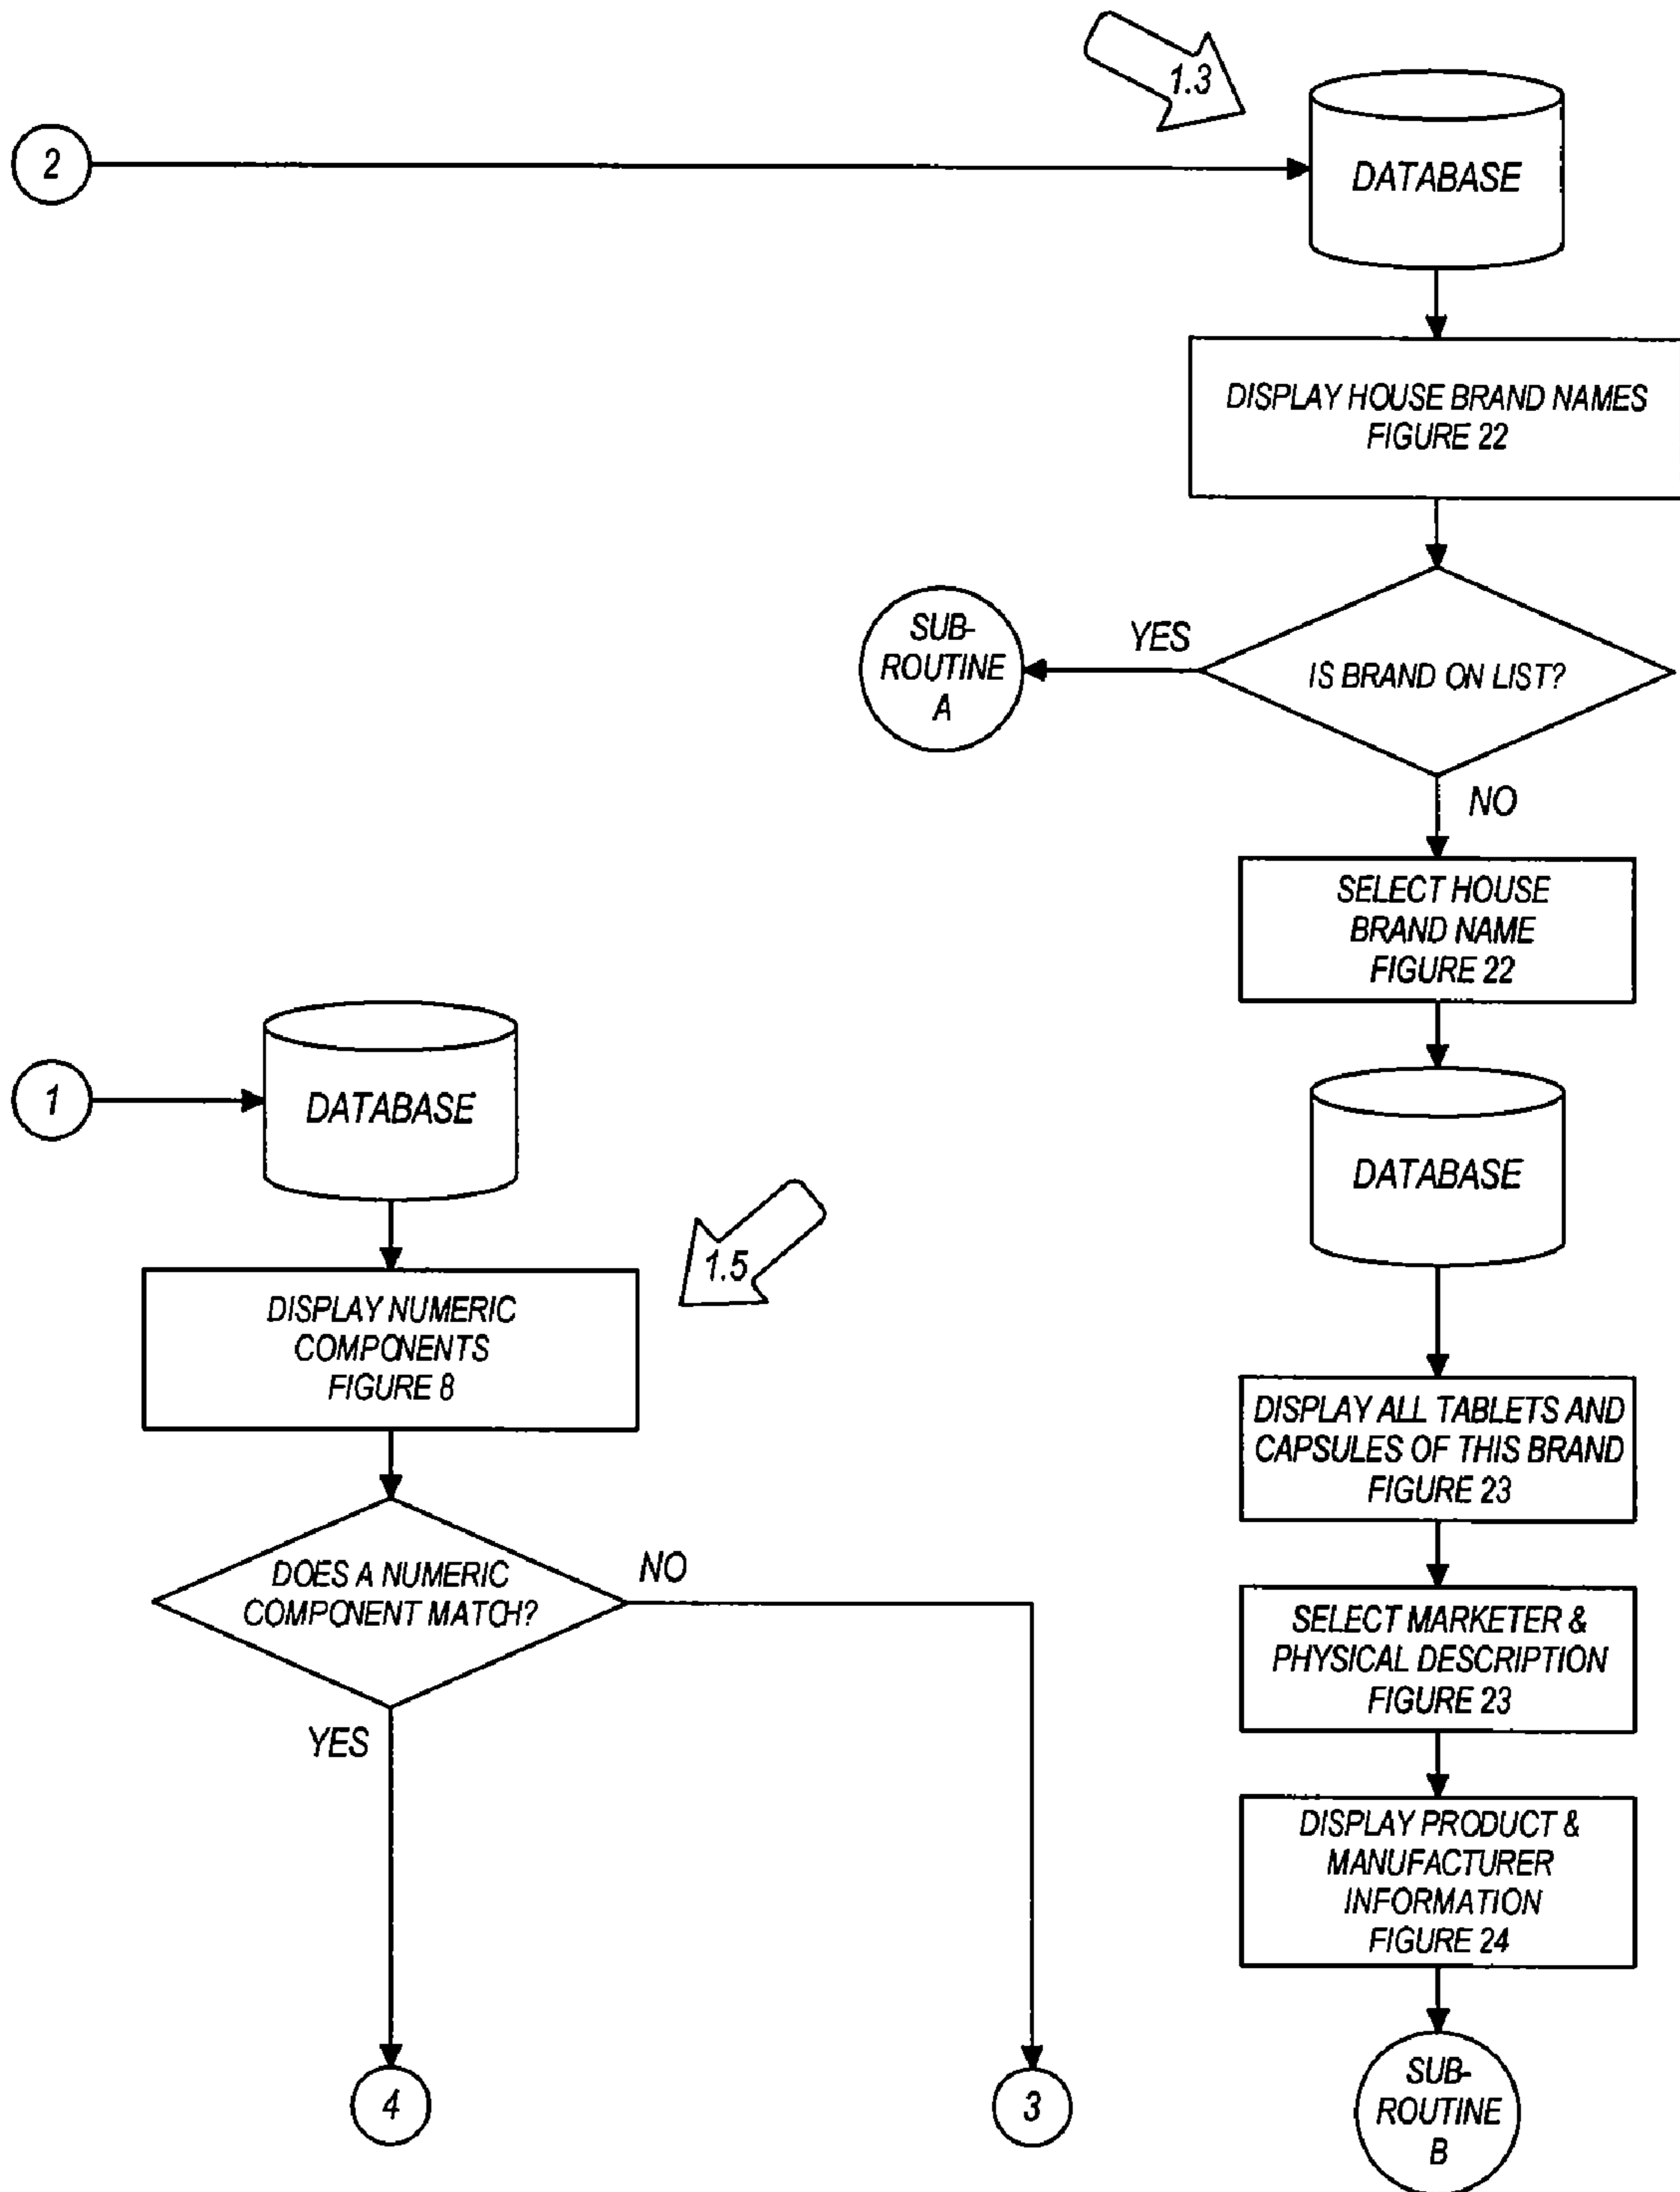 1.3
2
DATABASE
DISPLAY HOUSE BRAND NAMES
FIGURE 22
SUB-
ROUTINE
A
YES
IS BRAND ON LIST?
NO
SELECT HOUSE
BRAND NAME
FIGURE 22
DATABASE
DISPLAY ALL TABLETS AND
CAPSULES OF THIS BRAND
FIGURE 23
SELECT MARKETER &
PHYSICAL DESCRIPTION
FIGURE 23
DISPLAY PRODUCT &
MANUFACTURER
INFORMATION
FIGURE 24
SUB-
ROUTINE
B
1
DATABASE
1.5
DISPLAY NUMERIC
COMPONENTS
FIGURE 8
DOES A NUMERIC
COMPONENT MATCH?
NO
YES
4
3